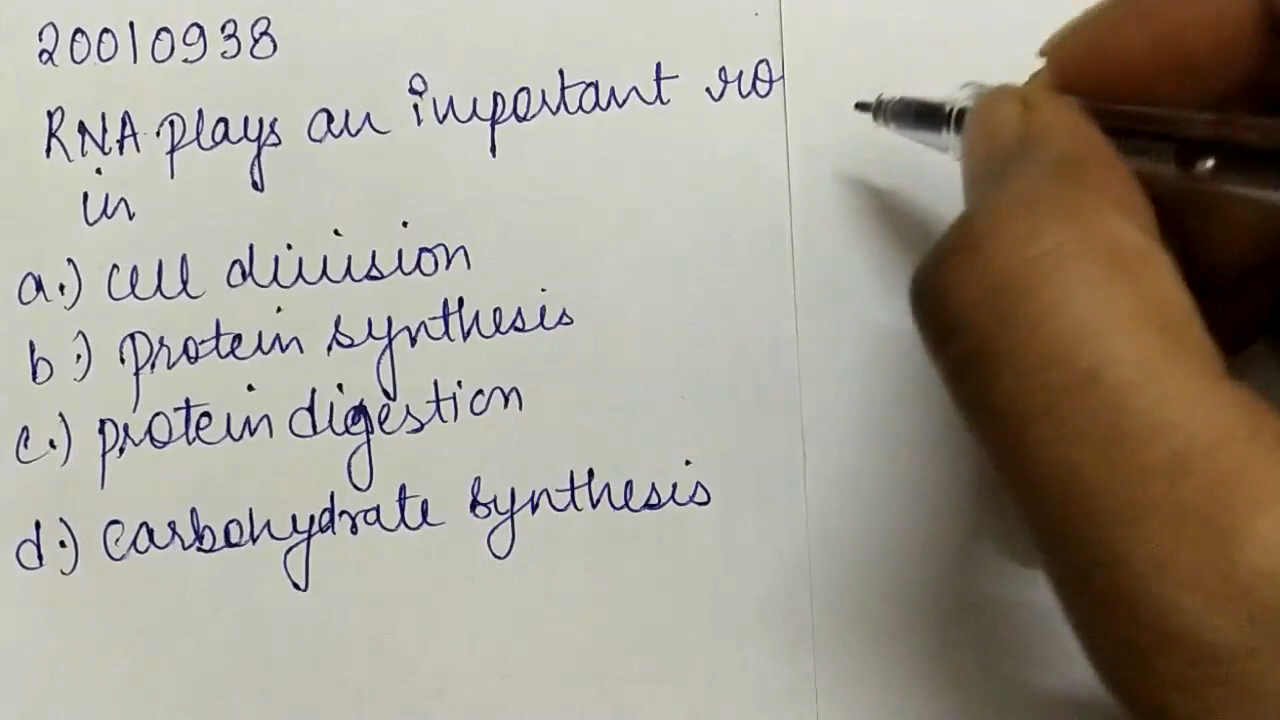 20010938
RNA plays an important ro
in
a.) cell division
b.) protein synthesis
c.) protein digestion
d.) carbohydrate synthesis